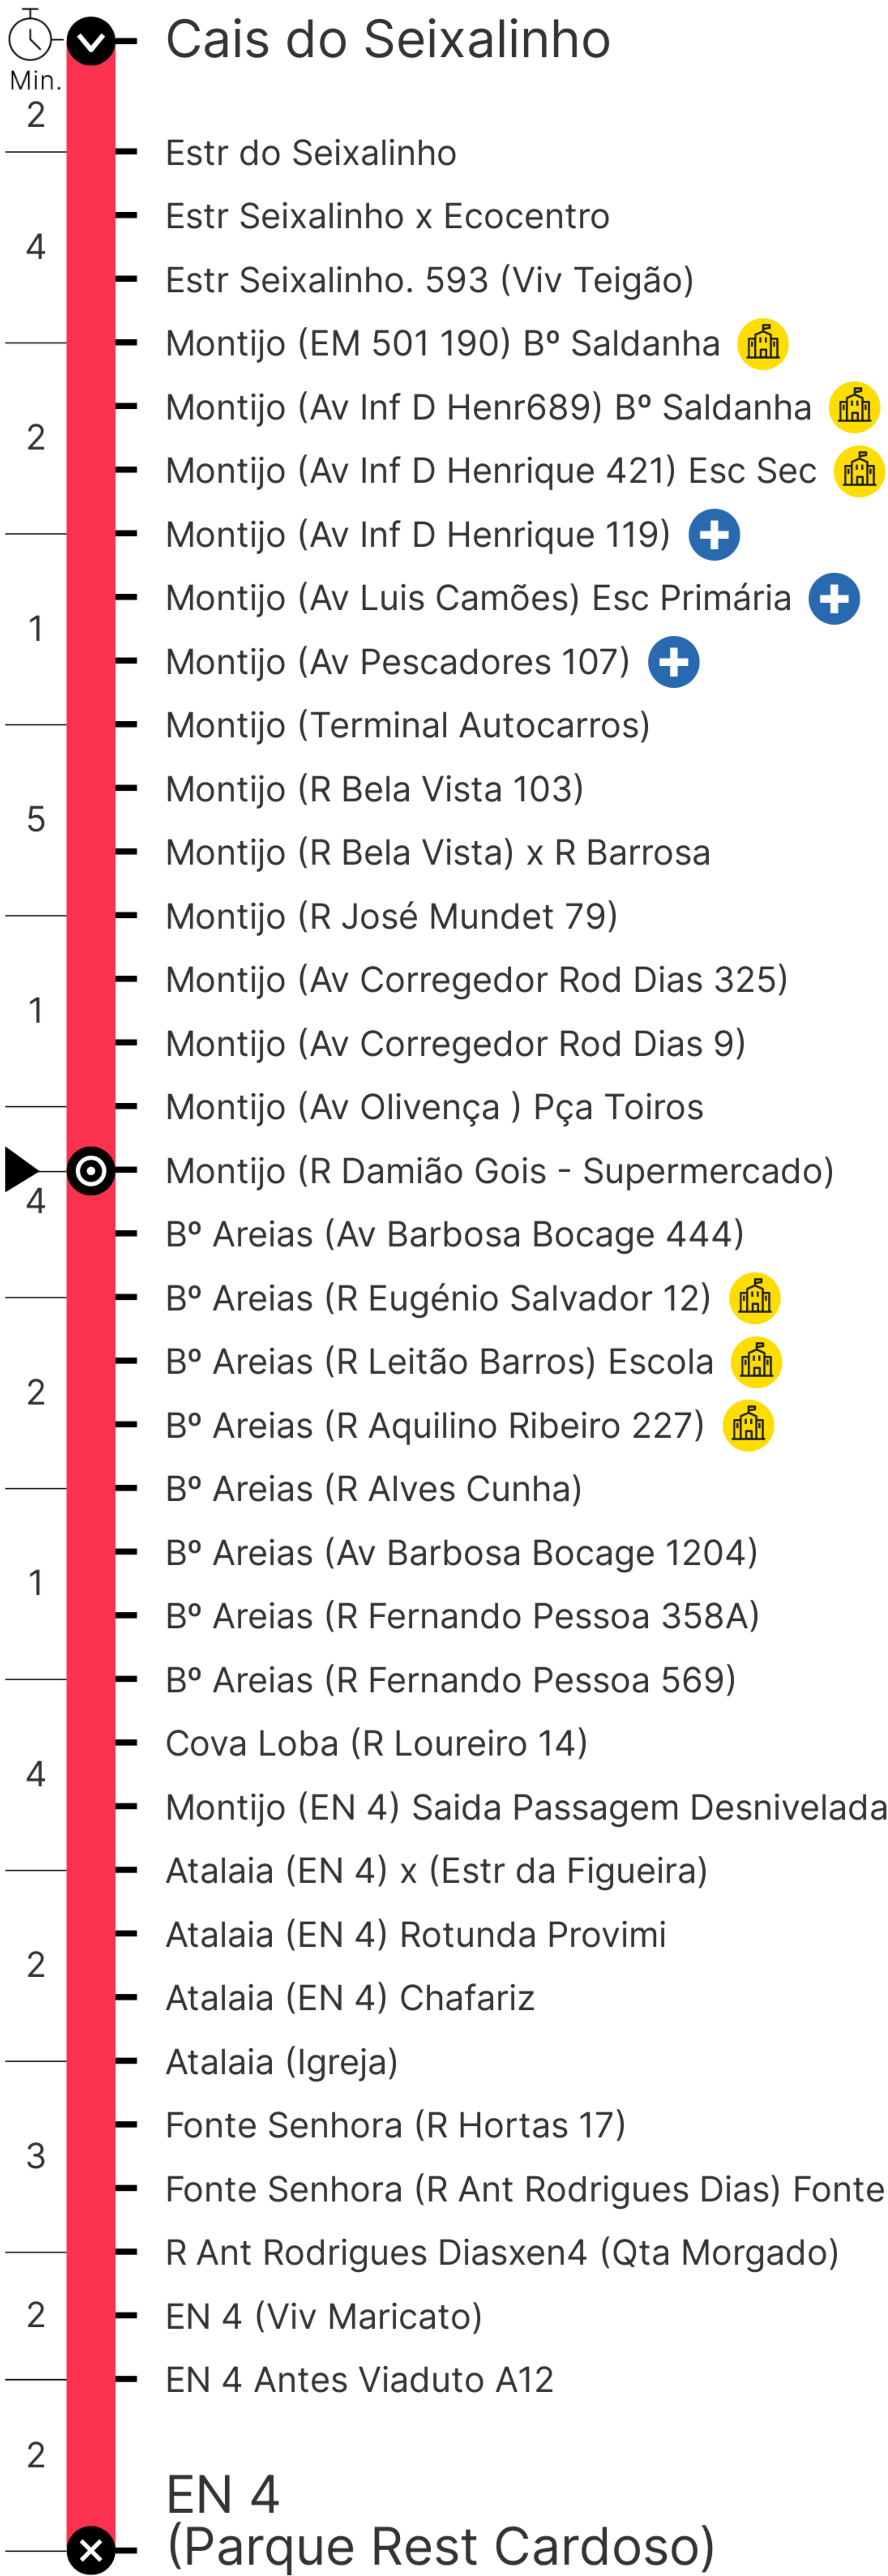 Cais do Seixalinho
Min.
2
Estr do Seixalinho
Estr Seixalinho x Ecocentro
4
Estr Seixalinho. 593 (Viv Teigão)
Montijo (EM 501 190) Bº Saldanha
Montijo (Av Inf D Henr689) Bº Saldanha
2
Montijo (Av Inf D Henrique 421) Esc Sec
Montijo (Av Inf D Henrique 119)
Montijo (Av Luis Camões) Esc Primária
1
Montijo (Av Pescadores 107)
Montijo (Terminal Autocarros)
Montijo (R Bela Vista 103)
5
Montijo (R Bela Vista) x R Barrosa
Montijo (R José Mundet 79)
Montijo (Av Corregedor Rod Dias 325)
1
Montijo (Av Corregedor Rod Dias 9)
Montijo (Av Olivença ) Pça Toiros
Montijo (R Damião Gois - Supermercado)
4
Bº Areias (Av Barbosa Bocage 444)
Bº Areias (R Eugénio Salvador 12)
Bº Areias (R Leitão Barros) Escola
2
Bº Areias (R Aquilino Ribeiro 227)
Bº Areias (R Alves Cunha)
Bº Areias (Av Barbosa Bocage 1204)
1
Bº Areias (R Fernando Pessoa 358A)
Bº Areias (R Fernando Pessoa 569)
Cova Loba (R Loureiro 14)
4
Montijo (EN 4) Saida Passagem Desnivelada
Atalaia (EN 4) x (Estr da Figueira)
Atalaia (EN 4) Rotunda Provimi
2
Atalaia (EN 4) Chafariz
Atalaia (Igreja)
Fonte Senhora (R Hortas 17)
3
Fonte Senhora (R Ant Rodrigues Dias) Fonte
R Ant Rodrigues Diasxen4 (Qta Morgado)
2
EN 4 (Viv Maricato)
EN 4 Antes Viaduto A12
2
EN 4
(Parque Rest Cardoso)